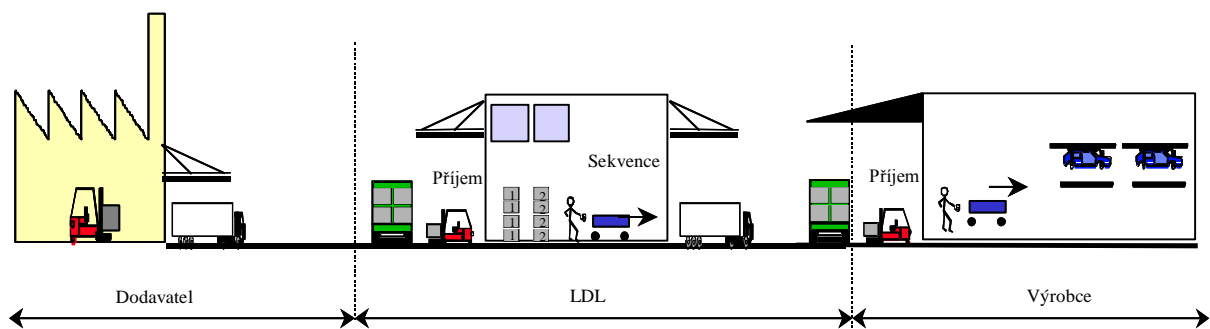 Sekvence
Příjem
Příjem
1 2
1 2
1 2
1 2
Dodavatel
LDL
Výrobce